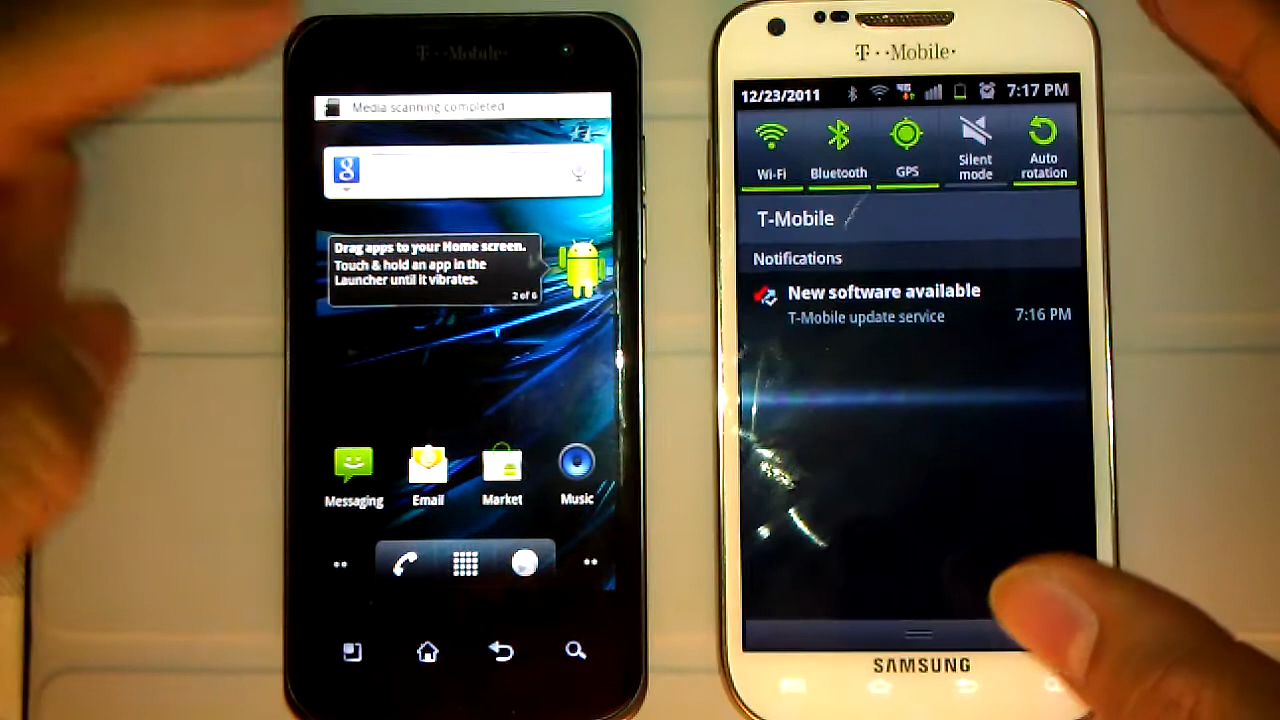 T··Mobile·
Media scanning completed
g
Drag apps to your Home screen.
Touch & hold an app in the
Launcher until it vibrates.
2 of 6
Messaging
Email
Market
Music
T··Mobile·
12/23/2011
4G
7:17 PM
Wi-Fi
Bluetooth
GPS
Silent
mode
Auto
rotation
T-Mobile
Notifications
New software available
T-Mobile update service
7:16 PM
SAMSUNG